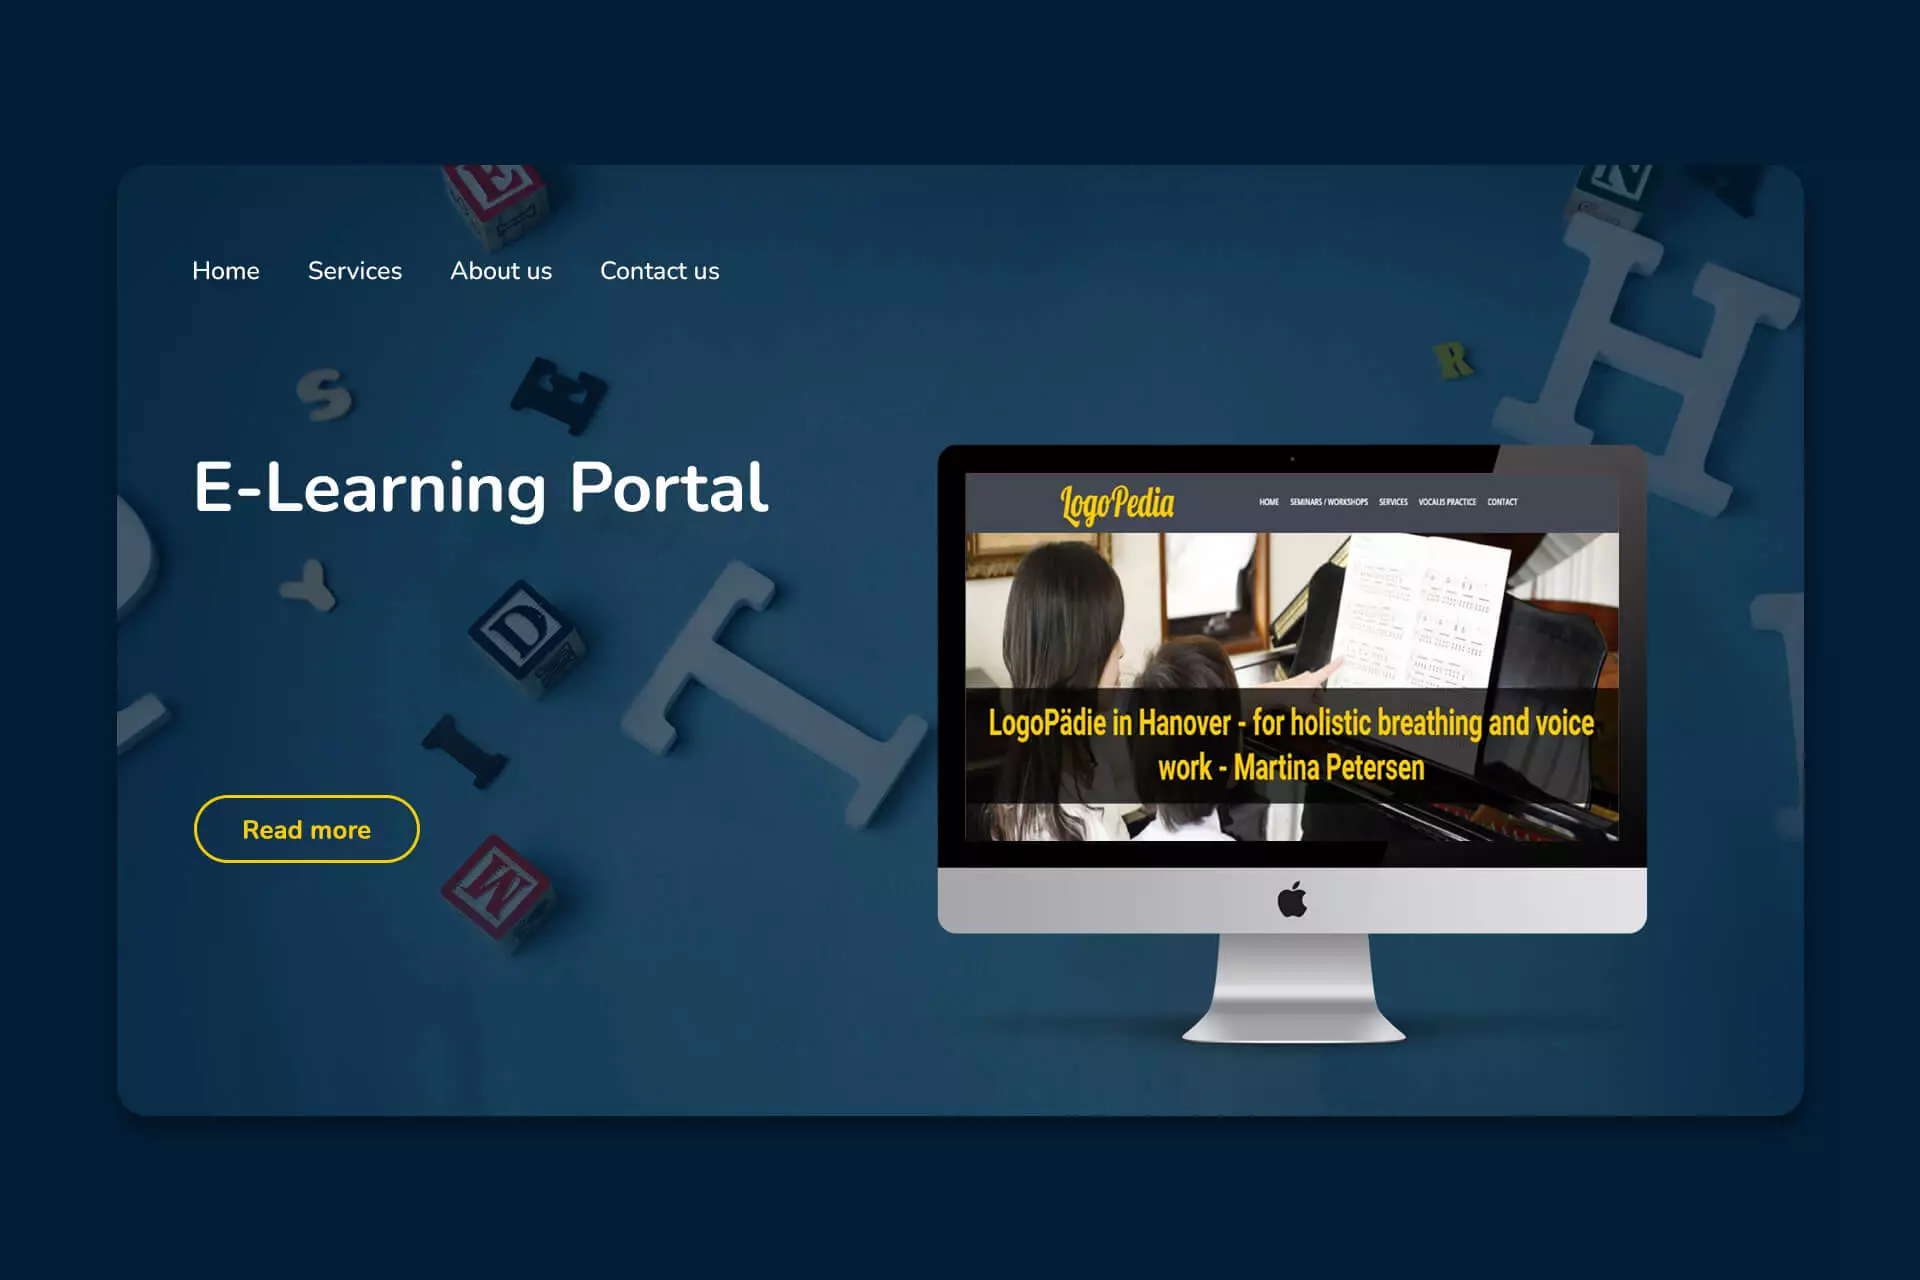 Home Services About us Contact us
E-Learning Portal
Read more
LogoPedia
HOME SEMINARS / WORKSHOPS SERVICES VOCALIS PRACTICE CONTACT
LogoPädie in Hanover - for holistic breathing and voice
work - Martina Petersen
E
N
H
S
E
R
Y
D
I
I
M